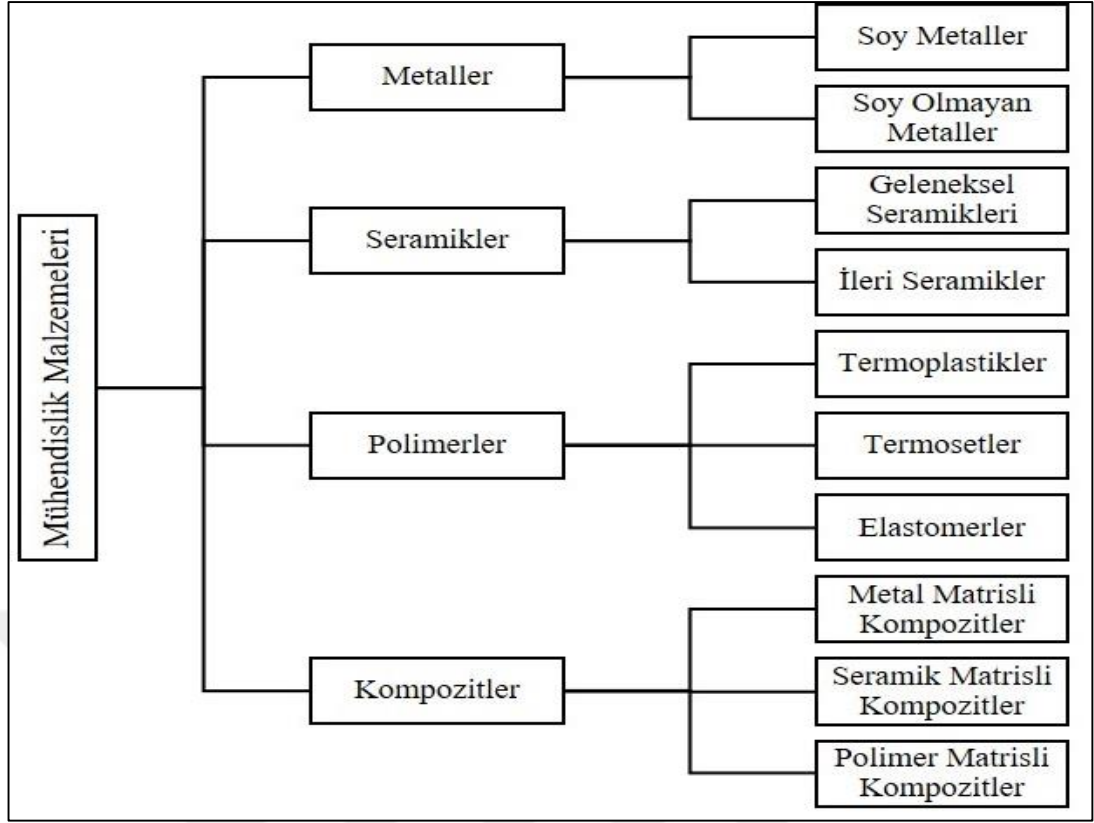 Mühendislik Malzemeleri
Metaller
Soy Metaller
Soy Olmayan
Metaller
Seramikler
Geleneksel
Seramikleri
İleri Seramikler
Polimerler
Termoplastikler
Termosetler
Elastomerler
Kompozitler
Metal Matrisli
Kompozitler
Seramik Matrisli
Kompozitler
Polimer Matrisli
Kompozitler